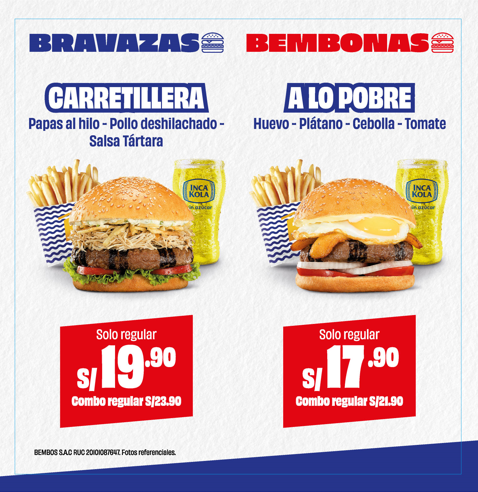 BRAVAZAS
BEMBONAS
CARRETILLERA
Papas al hilo - Pollo deshilachado -
Salsa Tártara
A LO POBRE
Huevo - Plátano - Cebolla - Tomate
INCA
KOLA
INCA
KOLA
Solo regular
S/19.90
Combo regular S/23.90
Solo regular
S/17.90
Combo regular S/21.90
BEMBOS S.A.C RUC 20101087647. Fotos referenciales.